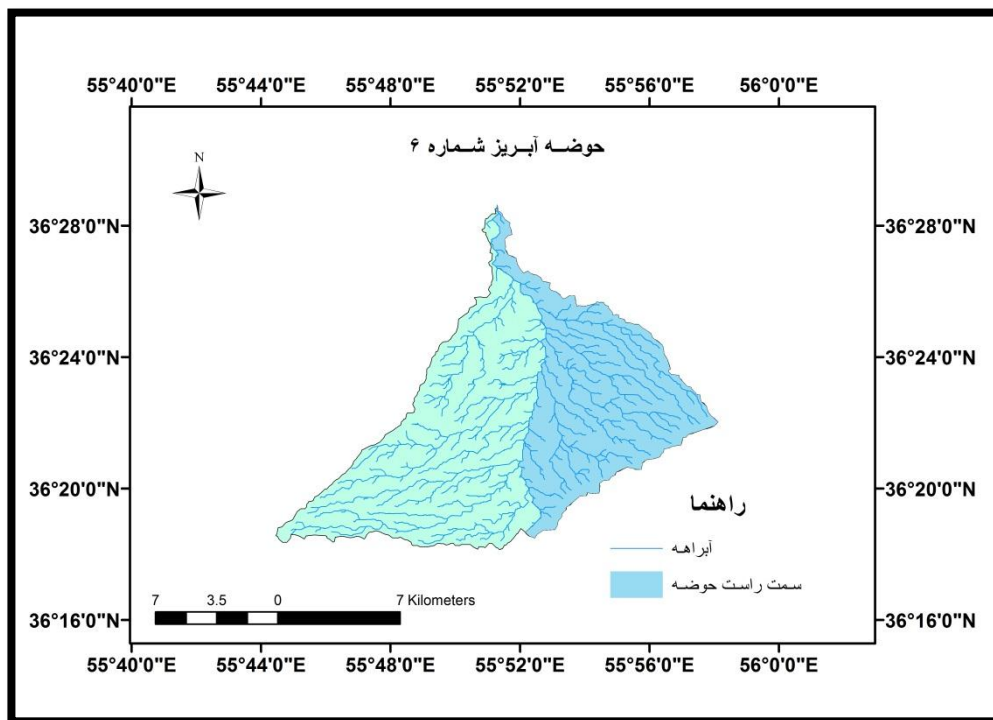 55°40'0"E 55°44'0"E 55°48'0"E 55°52'0"E 55°56'0"E 56°0'0"E
حوضه آبریز شماره ۶
N
36°28'0"N 36°28'0"N
36°24'0"N 36°24'0"N
36°20'0"N 36°20'0"N
راهنما
آبراهه
سمت راست حوضه
7 3.5 0 7 Kilometers
36°16'0"N 36°16'0"N
55°40'0"E 55°44'0"E 55°48'0"E 55°52'0"E 55°56'0"E 56°0'0"E